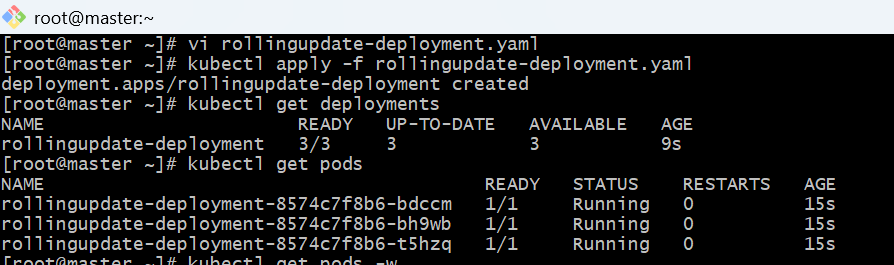 root@master:~
[root@master ~]# vi rollingupdate-deployment.yaml
[root@master ~]# kubectl apply -f rollingupdate-deployment.yaml
deployment.apps/rollingupdate-deployment created
[root@master ~]# kubectl get deployments
NAME READY UP-TO-DATE AVAILABLE AGE
rollingupdate-deployment 3/3 3 3 9s
[root@master ~]# kubectl get pods
NAME READY STATUS RESTARTS AGE
rollingupdate-deployment-8574c7f8b6-bdccm 1/1 Running 0 15s
rollingupdate-deployment-8574c7f8b6-bh9wb 1/1 Running 0 15s
rollingupdate-deployment-8574c7f8b6-t5hzq 1/1 Running 0 15s
[root@master ~]# kubectl get pods -w